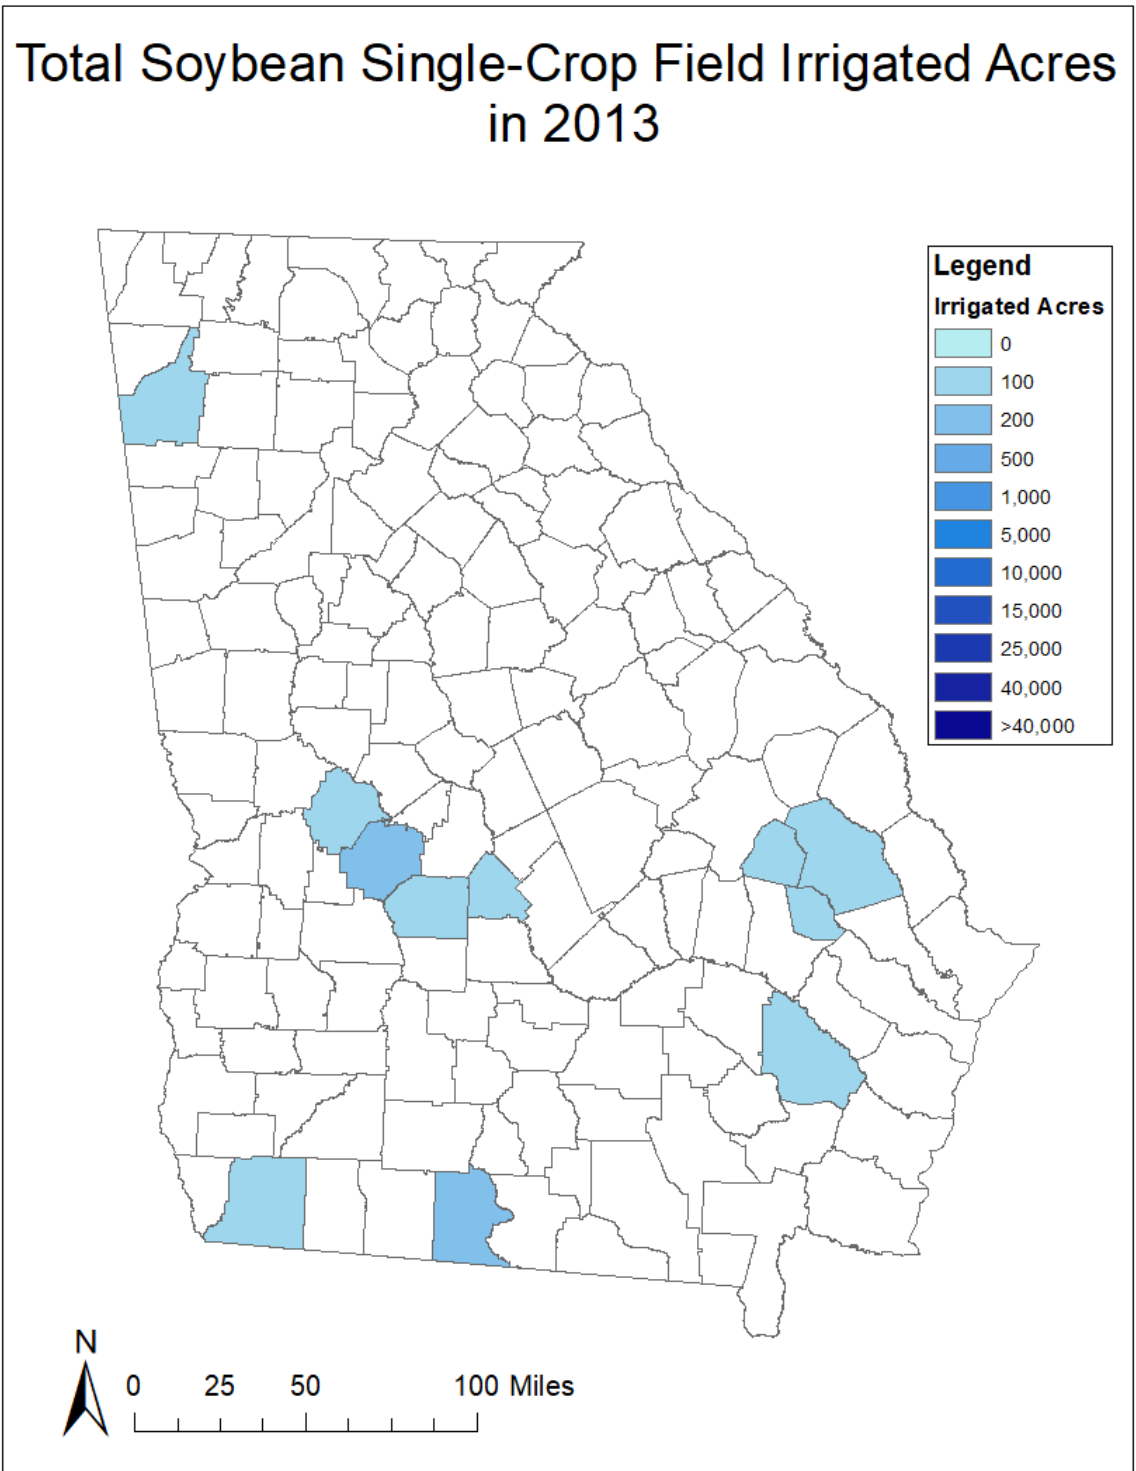 Total Soybean Single-Crop Field Irrigated Acres
in 2013
Legend
Irrigated Acres
0
100
200
500
1,000
5,000
10,000
15,000
25,000
40,000
>40,000
N
0 25 50 100 Miles